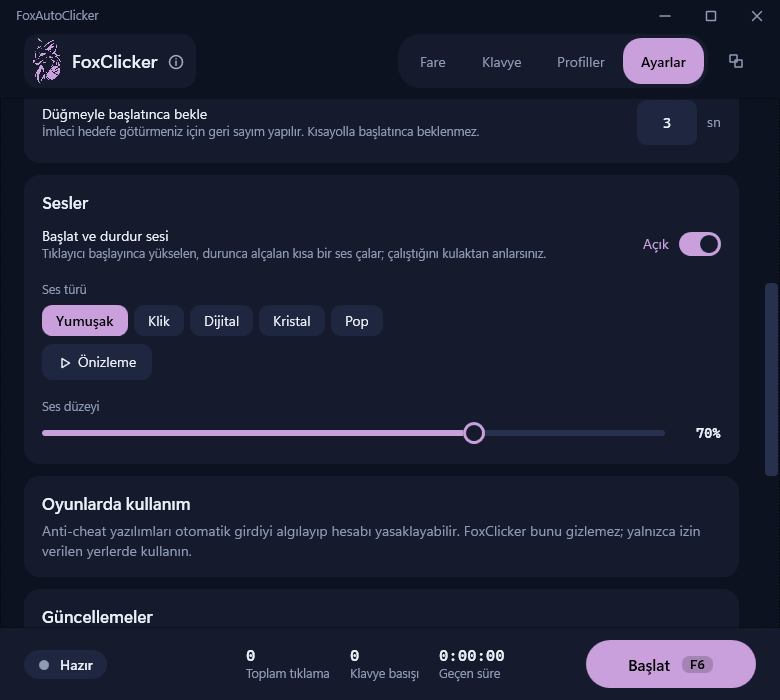 FoxAutoClicker
FoxClicker
Fare
Klavye
Profiller
Ayarlar
Düğmeyle başlatınca bekle
İmleci hedefe götürmeniz için geri sayım yapılır. Kısayolla başlatınca beklenmez.
3 sn
Sesler
Başlat ve durdur sesi
Tıklayıcı başlayınca yükselen, durunca alçalan kısa bir ses çalar; çalıştığını kulaktan anlarsınız.
Açık
Ses türü
Yumuşak
Klik
Dijital
Kristal
Pop
Önizleme
Ses düzeyi
70%
Oyunlarda kullanım
Anti-cheat yazılımları otomatik girdiyi algılayıp hesabı yasaklayabilir. FoxClicker bunu gizlemez; yalnızca izin
verilen yerlerde kullanın.
Güncellemeler
Hazır
0
Toplam tıklama
0
Klavye basışı
0:00:00
Geçen süre
Başlat F6